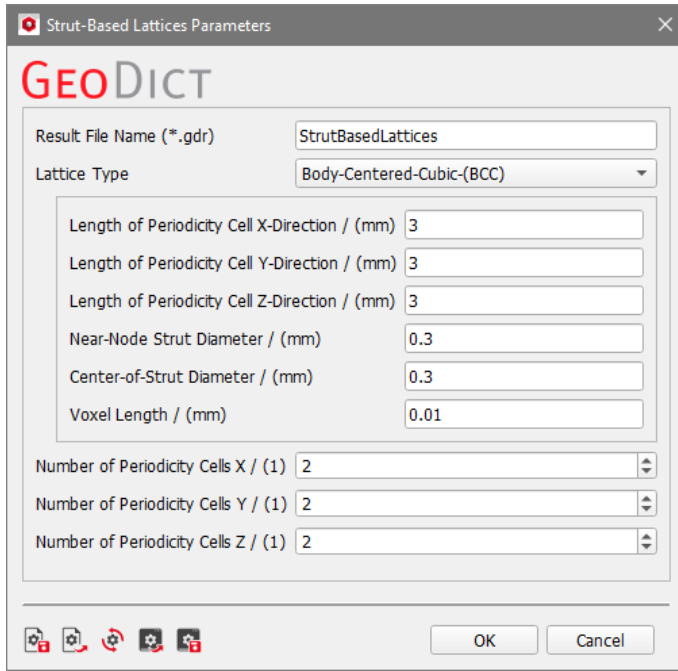 Strut-Based Lattices Parameters
GEODICT
Result File Name (*.gdr) StrutBasedLattices
Lattice Type Body-Centered-Cubic-(BCC)
Length of Periodicity Cell X-Direction / (mm) 3
Length of Periodicity Cell Y-Direction / (mm) 3
Length of Periodicity Cell Z-Direction / (mm) 3
Near-Node Strut Diameter / (mm) 0.3
Center-of-Strut Diameter / (mm) 0.3
Voxel Length / (mm) 0.01
Number of Periodicity Cells X / (1) 2
Number of Periodicity Cells Y / (1) 2
Number of Periodicity Cells Z / (1) 2
OK Cancel